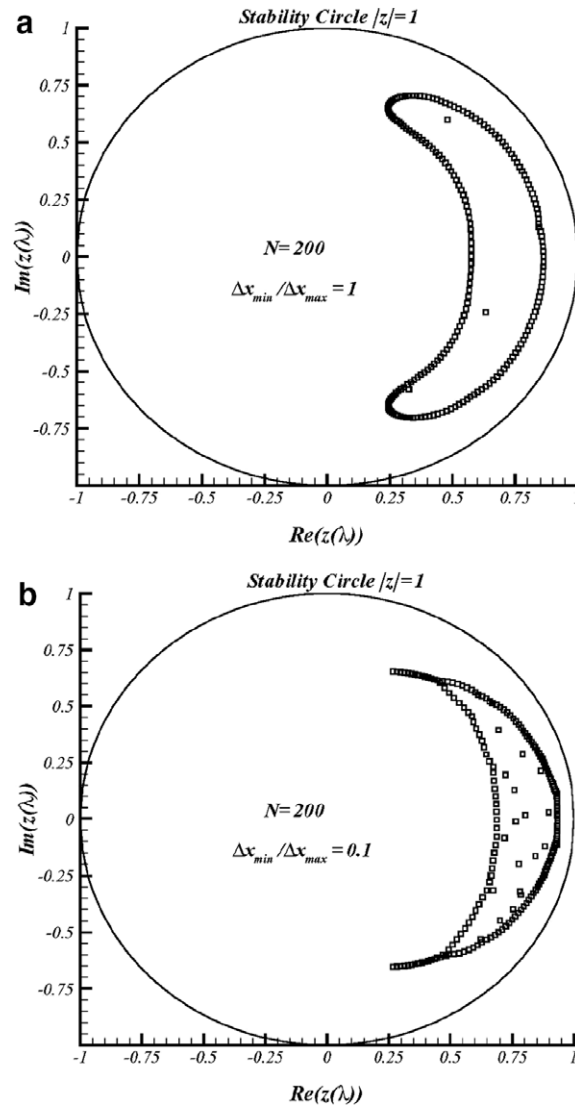 a
Stability Circle |z|=1
1
0.75
0.5
0.25
0
-0.25
-0.5
-0.75
Im(z(λ))
N=200
Δx_min/Δx_max=1
-1 -0.75 -0.5 -0.25 0 0.25 0.5 0.75 1
Re(z(λ))
b
Stability Circle |z|=1
1
0.75
0.5
0.25
0
-0.25
-0.5
-0.75
Im(z(λ))
N=200
Δx_min/Δx_max=0.1
-1 -0.75 -0.5 -0.25 0 0.25 0.5 0.75 1
Re(z(λ))